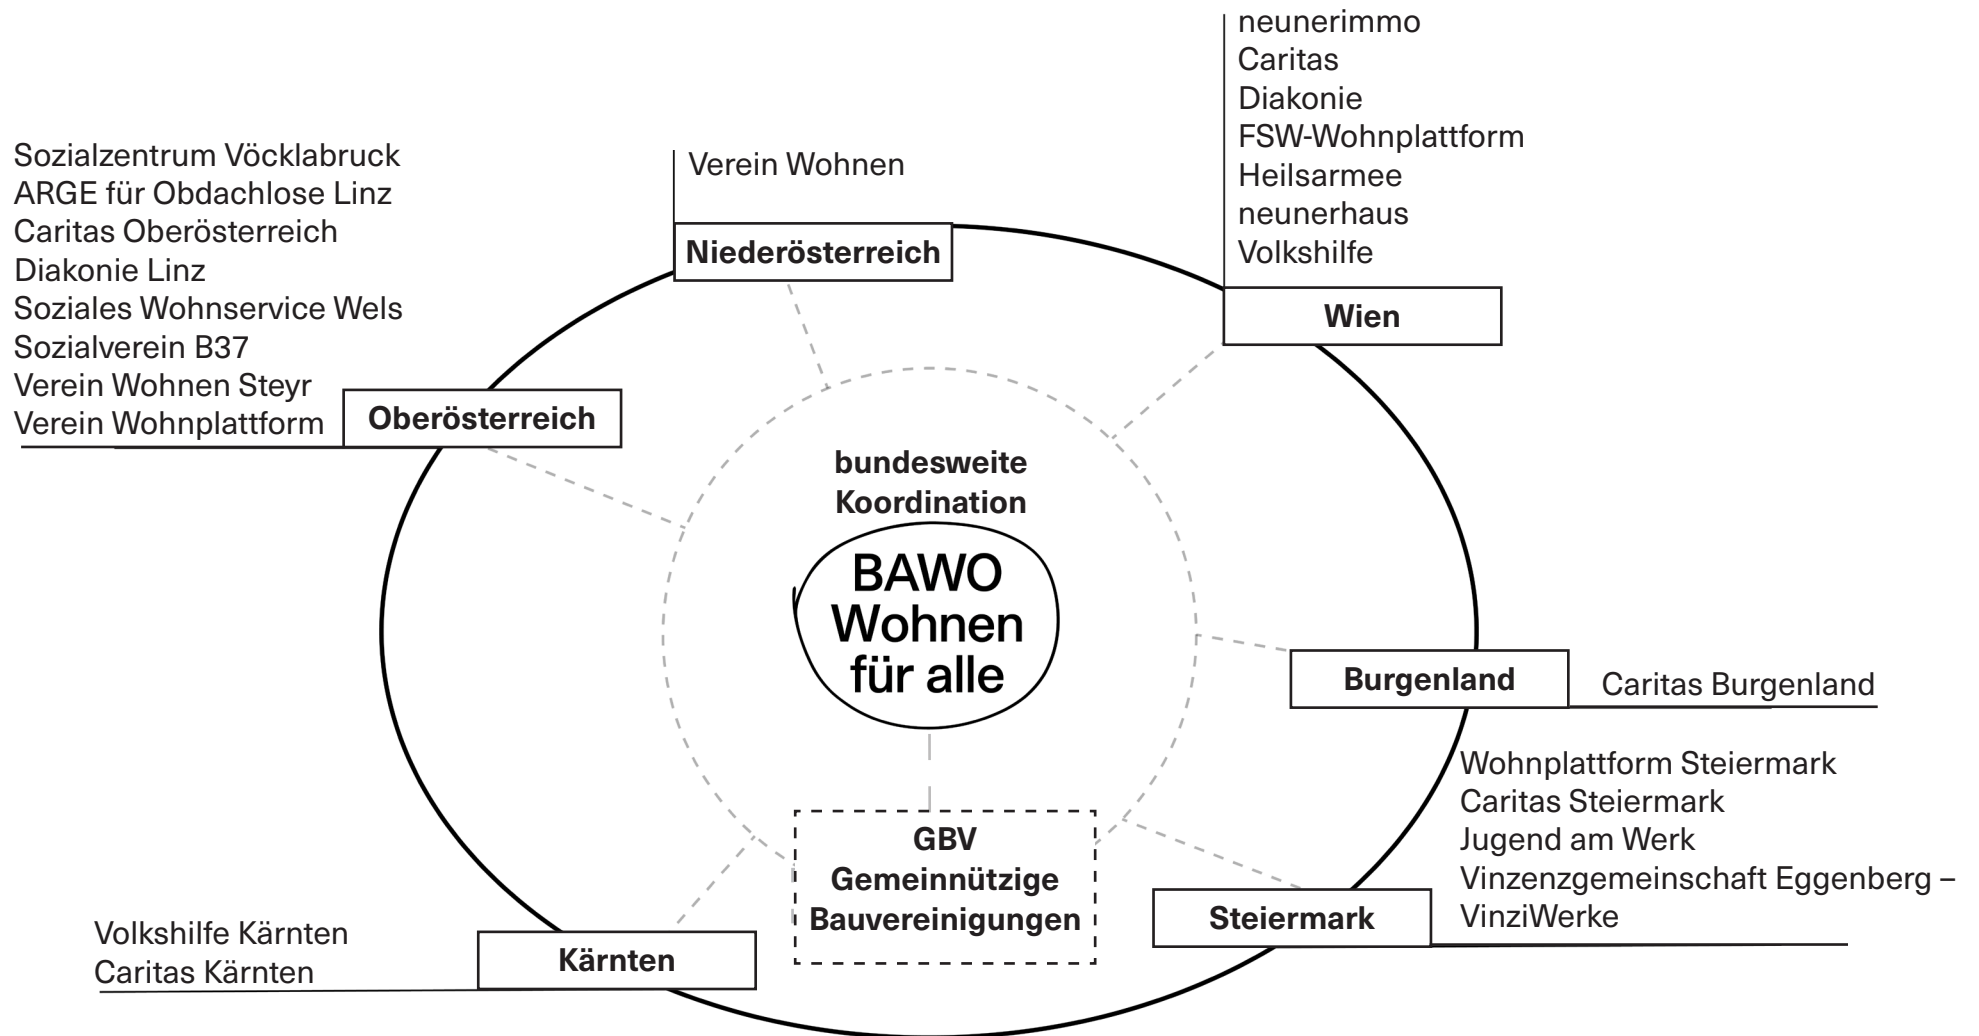 neunerimmo
Caritas
Diakonie
FSW-Wohnplattform
Heilsarmee
neunerhaus
Volkshilfe
Wien
Verein Wohnen
Niederösterreich
Sozialzentrum Vöcklabruck
ARGE für Obdachlose Linz
Caritas Oberösterreich
Diakonie Linz
Soziales Wohnservice Wels
Sozialverein B37
Verein Wohnen Steyr
Verein Wohnplattform
Oberösterreich
bundesweite
Koordination
BAWO
Wohnen
für alle
Burgenland
Caritas Burgenland
Wohnplattform Steiermark
Caritas Steiermark
Jugend am Werk
Vinzenzgemeinschaft Eggenberg –
VinziWerke
Steiermark
GBV
Gemeinnützige
Bauvereinigungen
Volkshilfe Kärnten
Caritas Kärnten
Kärnten